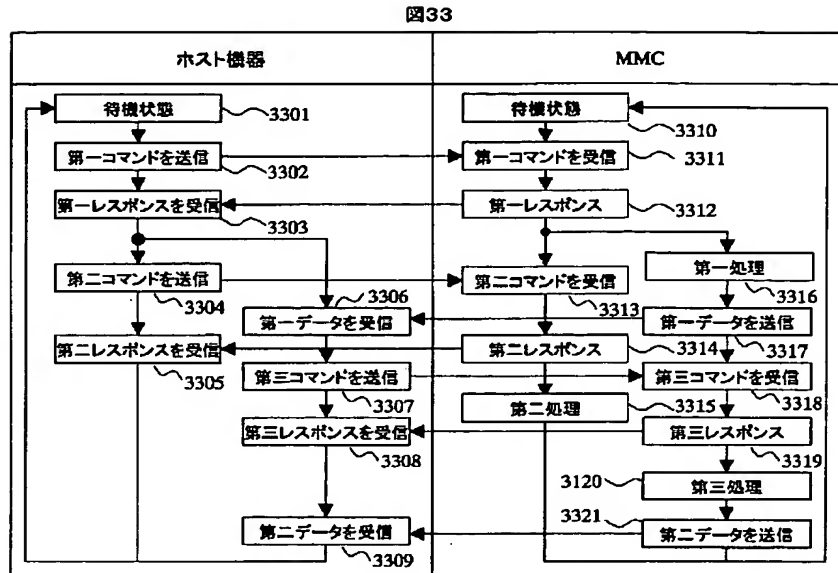 図33
ホスト機器
MMC
待機状態
3301
待機状態
3310
第一コマンドを送信
3302
第一コマンドを受信
3311
第一レスポンスを受信
3303
第一レスポンス
3312
第二コマンドを送信
3304
3306
第二コマンドを受信
3313
第一処理
3316
第一データを受信
第一データを送信
3317
第二レスポンスを受信
3305
第二レスポンス
3314
第三コマンドを送信
3307
第三コマンドを受信
3318
第二処理
3315
第三レスポンスを受信
3308
第三レスポンス
3319
3120
第三処理
3321
第二データを受信
3309
第二データを送信